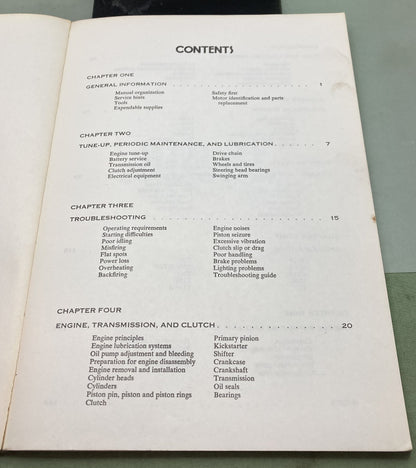 CONTENTS
CHAPTER ONE
GENERAL INFORMATION . . . . . . . . . . . . . . . . . . . 1
Manual organization
Service hints
Tools
Expendable supplies
Safety first
Motor identification and parts
replacement
CHAPTER TWO
TUNE-UP, PERIODIC MAINTENANCE, AND LUBRICATION . . . . . . 7
Engine tune-up
Battery service
Transmission oil
Clutch adjustment
Electrical equipment
Drive chain
Brakes
Wheels and tires
Steering head bearings
Swinging arm
CHAPTER THREE
TROUBLESHOOTING . . . . . . . . . . . . . . . . . . . 15
Operating requirements
Starting difficulties
Poor idling
Misfiring
Flat spots
Power loss
Overheating
Backfiring
Engine noises
Piston seizure
Excessive vibration
Clutch slip or drag
Poor handling
Brake problems
Lighting problems
Troubleshooting guide
CHAPTER FOUR
ENGINE, TRANSMISSION, AND CLUTCH . . . . . . . . . . . . . 20
Engine principles
Engine lubrication systems
Oil pump adjustment and bleeding
Preparation for engine disassembly
Engine removal and installation
Cylinder heads
Cylinders
Piston pin, piston and piston rings
Clutch
Primary pinion
Kickstarter
Shifter
Crankcase
Crankshaft
Transmission
Oil seals
Bearings